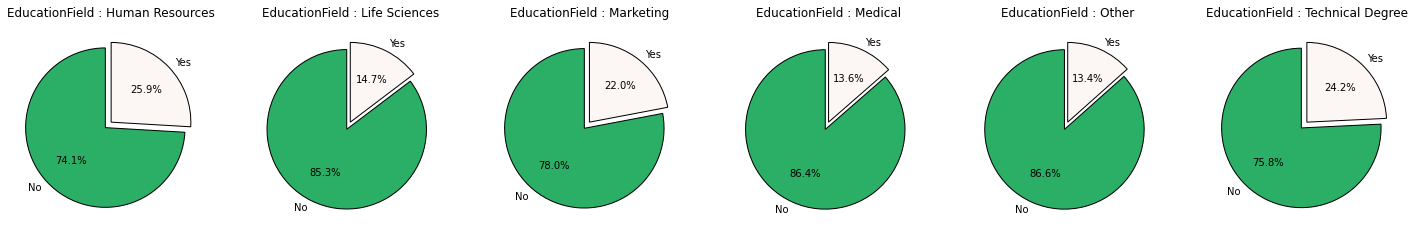 EducationField : Human Resources
Yes
25.9%
74.1%
No
EducationField : Life Sciences
Yes
14.7%
85.3%
No
EducationField : Marketing
Yes
22.0%
78.0%
No
EducationField : Medical
Yes
13.6%
86.4%
No
EducationField : Other
Yes
13.4%
86.6%
No
EducationField : Technical Degree
Yes
24.2%
75.8%
No